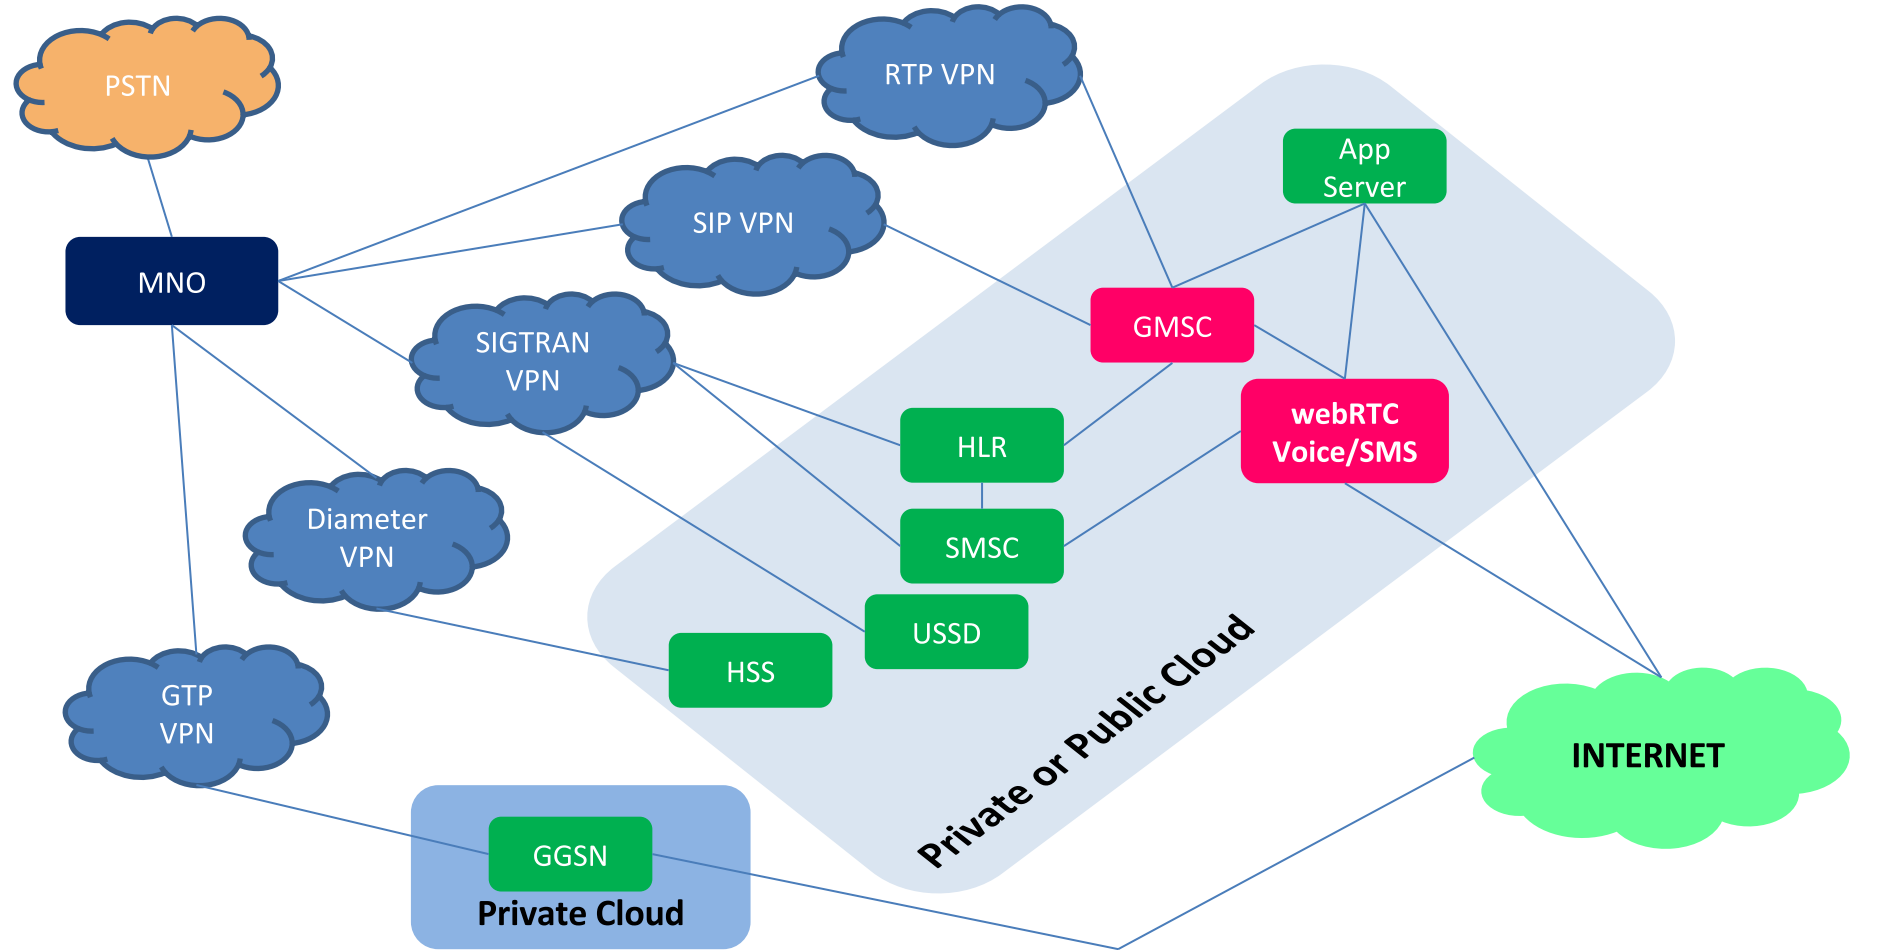 PSTN
RTP VPN
App
Server
SIP VPN
MNO
GMSC
SIGTRAN
VPN
webRTC
Voice/SMS
HLR
Diameter
VPN
SMSC
USSD
HSS
GTP
VPN
Private or Public Cloud
INTERNET
GGSN
Private Cloud